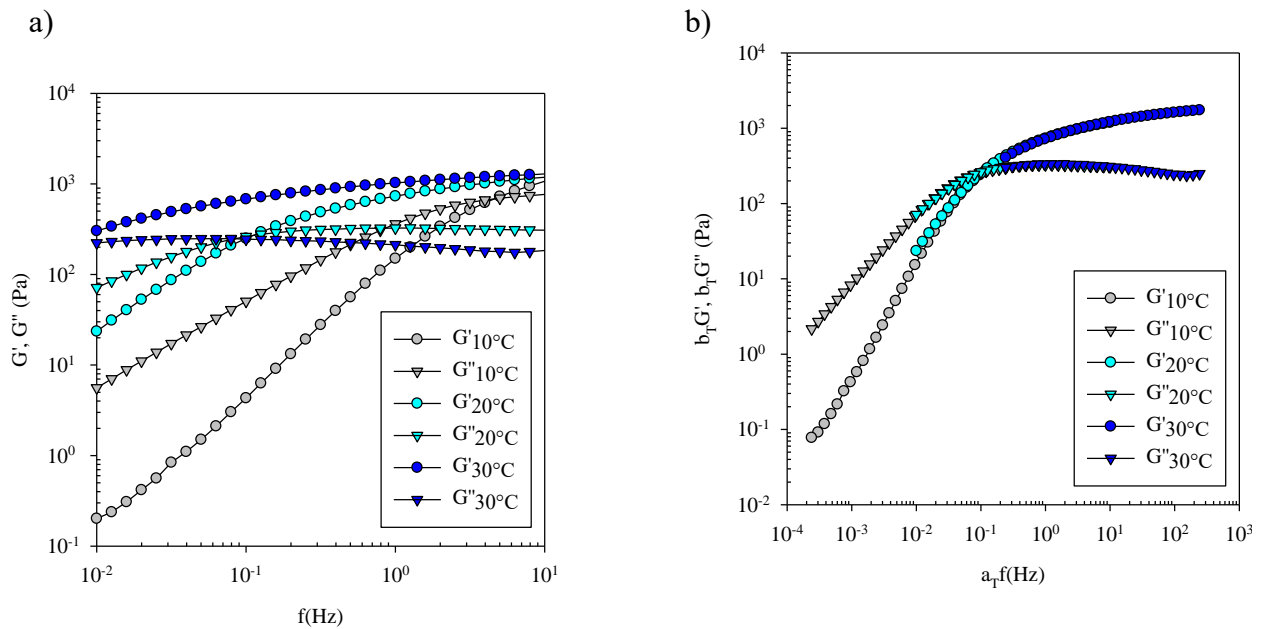 a)
10^4
10^3
10^2
10^1
10^0
10^-1
G', G'' (Pa)
10^-2
10^-1
10^0
10^1
f(Hz)
G'10°C
G''10°C
G'20°C
G''20°C
G'30°C
G''30°C
b)
10^4
10^3
10^2
10^1
10^0
10^-1
10^-2
b_TG', b_TG'' (Pa)
10^-4
10^-3
10^-2
10^-1
10^0
10^1
10^2
10^3
a_Tf(Hz)
G'10°C
G''10°C
G'20°C
G''20°C
G'30°C
G''30°C